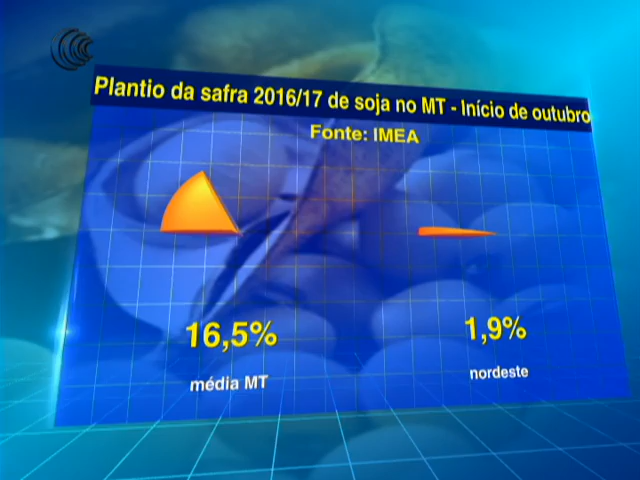 Plantio da safra 2016/17 de soja no MT - Início de outubro
Fonte: IMEA
16,5%
1,9%
média MT
nordeste